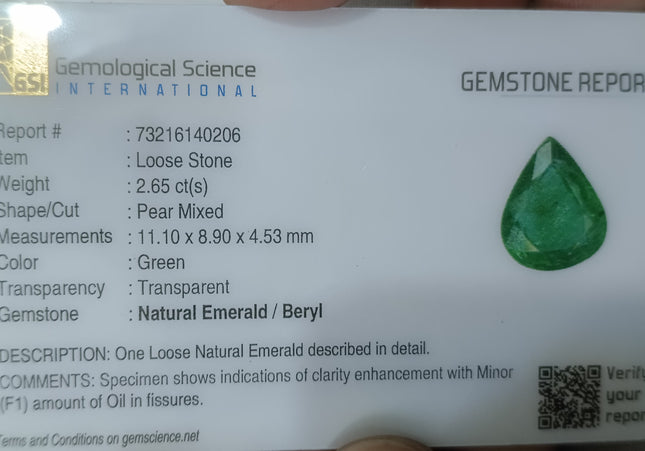 GSI
Gemological Science
INTERNATIONAL
GEMSTONE REPOR
Report # : 73216140206
tem : Loose Stone
Weight : 2.65 ct(s)
Shape/Cut : Pear Mixed
Measurements : 11.10 x 8.90 x 4.53 mm
Color : Green
Transparency : Transparent
Gemstone : Natural Emerald / Beryl
DESCRIPTION: One Loose Natural Emerald described in detail.
COMMENTS: Specimen shows indications of clarity enhancement with Minor
(F1) amount of Oil in fissures.
Verify
your
repor
Terms and Conditions on gemscience.net